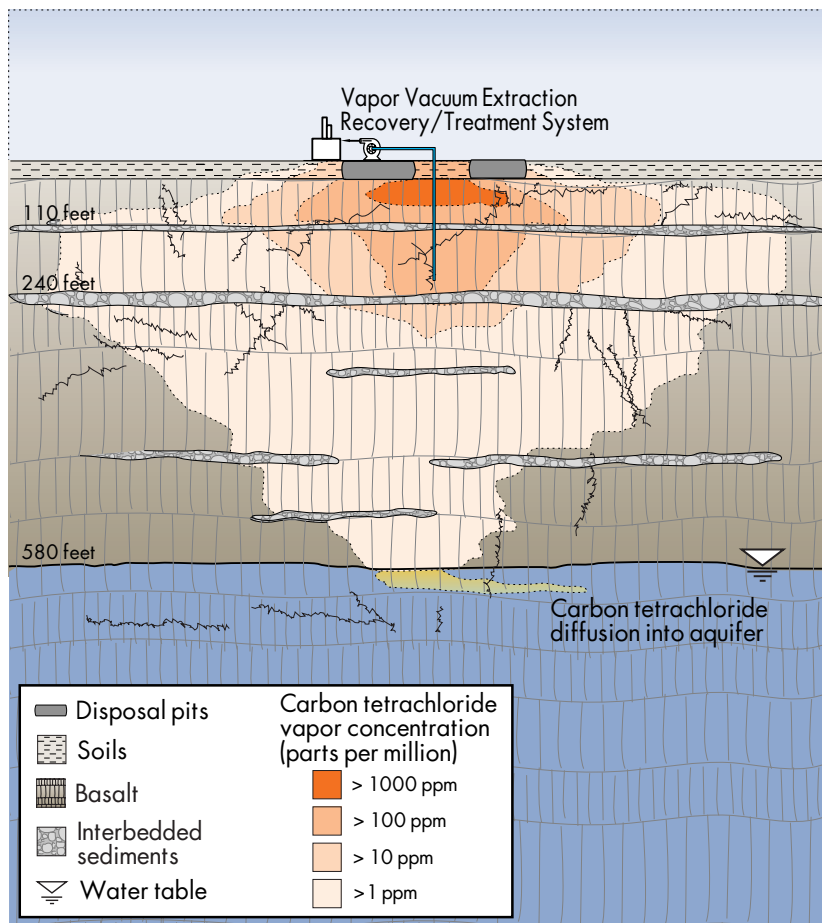 Vapor Vacuum Extraction
Recovery/Treatment System
110 feet
240 feet
580 feet
Carbon tetrachloride
diffusion into aquifer
Disposal pits
Soils
Basalt
Interbedded
sediments
Water table
Carbon tetrachloride
vapor concentration
(parts per million)
> 1000 ppm
> 100 ppm
> 10 ppm
>1 ppm